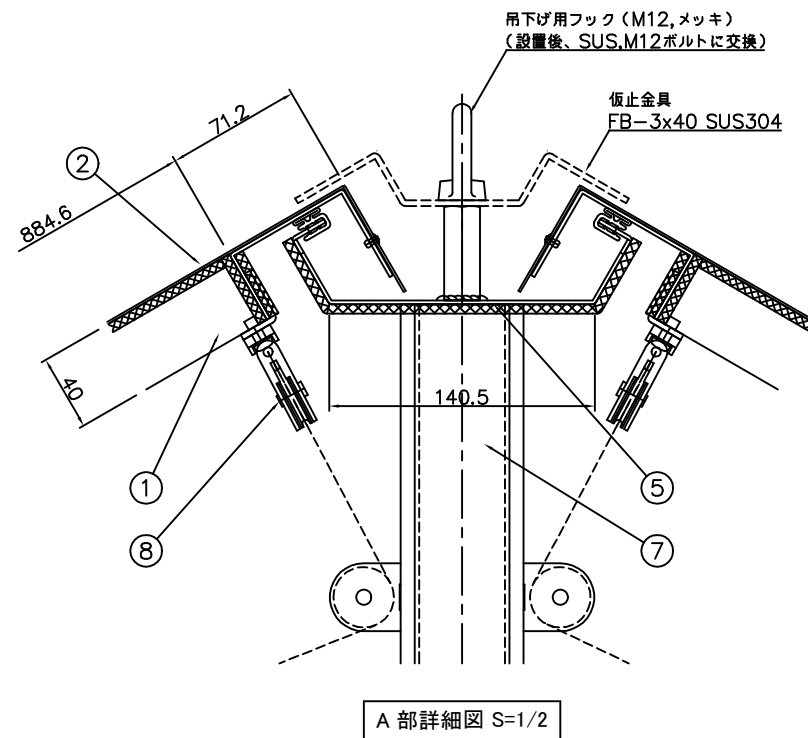 吊下げ用フック（M12,メッキ）
（設置後、SUS,M12ボルトに交換）
仮止金具
FB-3x40 SUS304
71.2
②
884.6
40
140.5
①
⑤
⑧
⑦
A 部詳細図 S=1/2